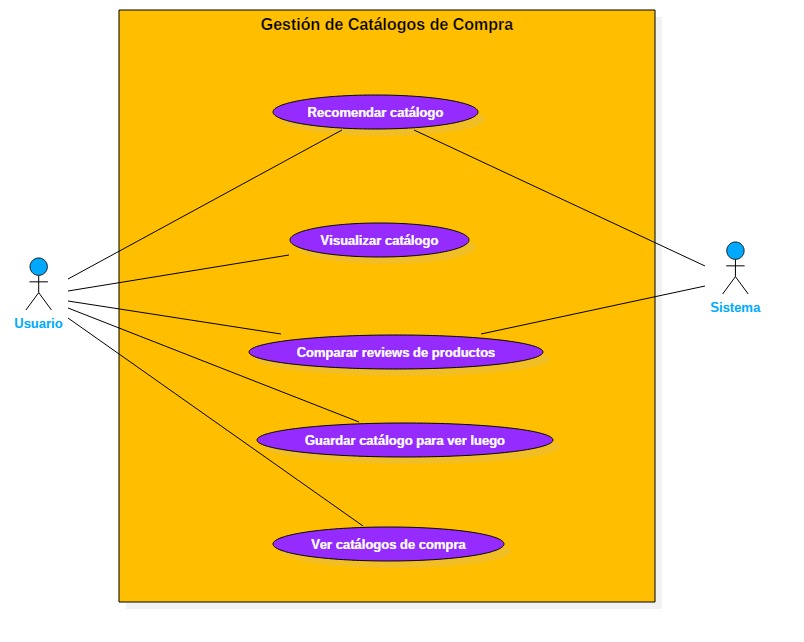 Gestión de Catálogos de Compra
Recomendar catálogo
Visualizar catálogo
Usuario
Sistema
Comparar reviews de productos
Guardar catálogo para ver luego
Ver catálogos de compra